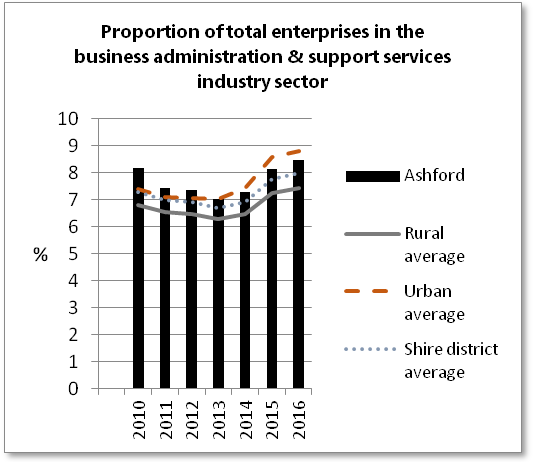 Proportion of total enterprises in the
business administration & support services
industry sector
10
9
8
7
6
5
4
3
2
1
0
%
2010
2011
2012
2013
2014
2015
2016
Ashford
Rural
average
Urban
average
Shire district
average